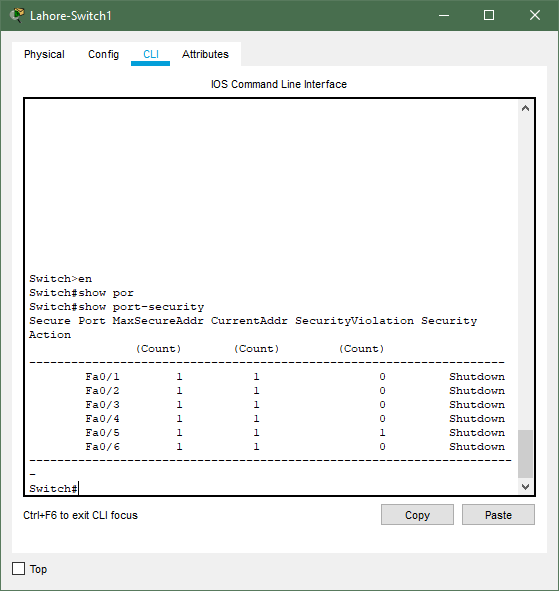 Lahore-Switch1
Physical Config CLI Attributes
IOS Command Line Interface
Switch>en
Switch#show por
Switch#show port-security
Secure Port MaxSecureAddr CurrentAddr SecurityViolation Security
Action
(Count) (Count) (Count)
--------------------------------------------------------------------
Fa0/1 1 1 0 Shutdown
Fa0/2 1 1 0 Shutdown
Fa0/3 1 1 0 Shutdown
Fa0/4 1 1 0 Shutdown
Fa0/5 1 1 1 Shutdown
Fa0/6 1 1 0 Shutdown
---------------------------------------------------------------------
-
Switch#
Ctrl+F6 to exit CLI focus
Copy Paste
Top